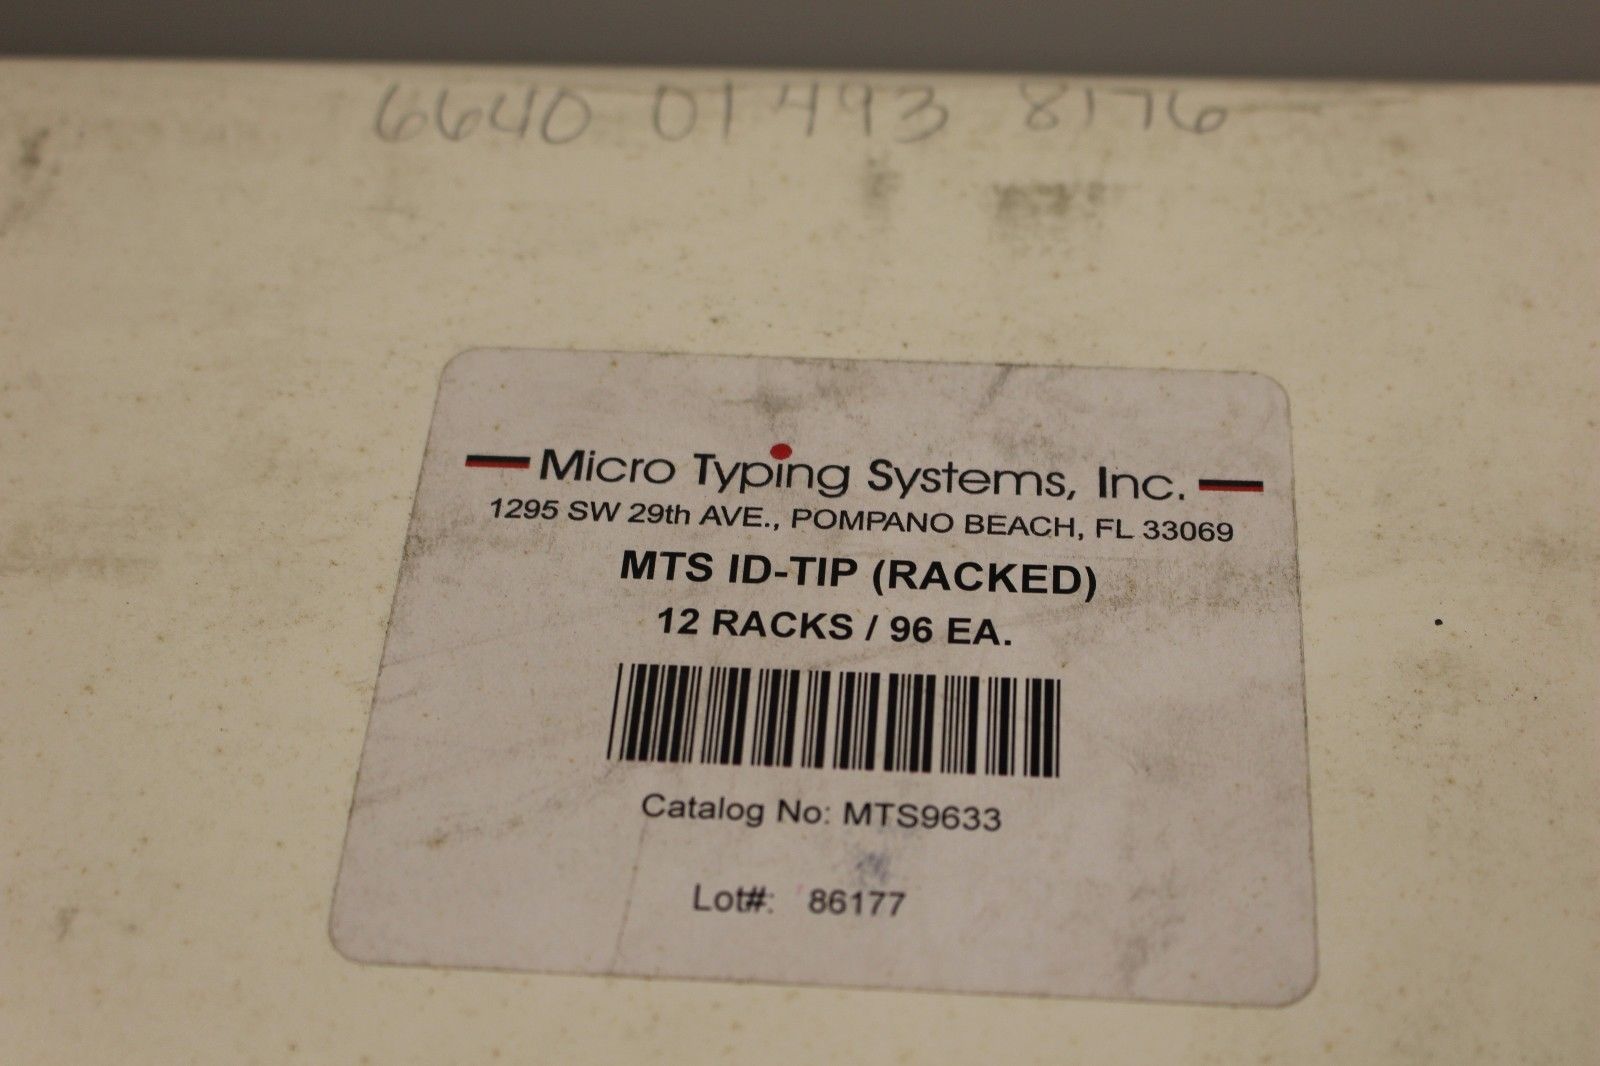 6640 01 493 8176
Micro Typing Systems, Inc.
1295 SW 29th AVE., POMPANO BEACH, FL 33069
MTS ID-TIP (RACKED)
12 RACKS / 96 EA.
Catalog No: MTS9633
Lot#: 86177